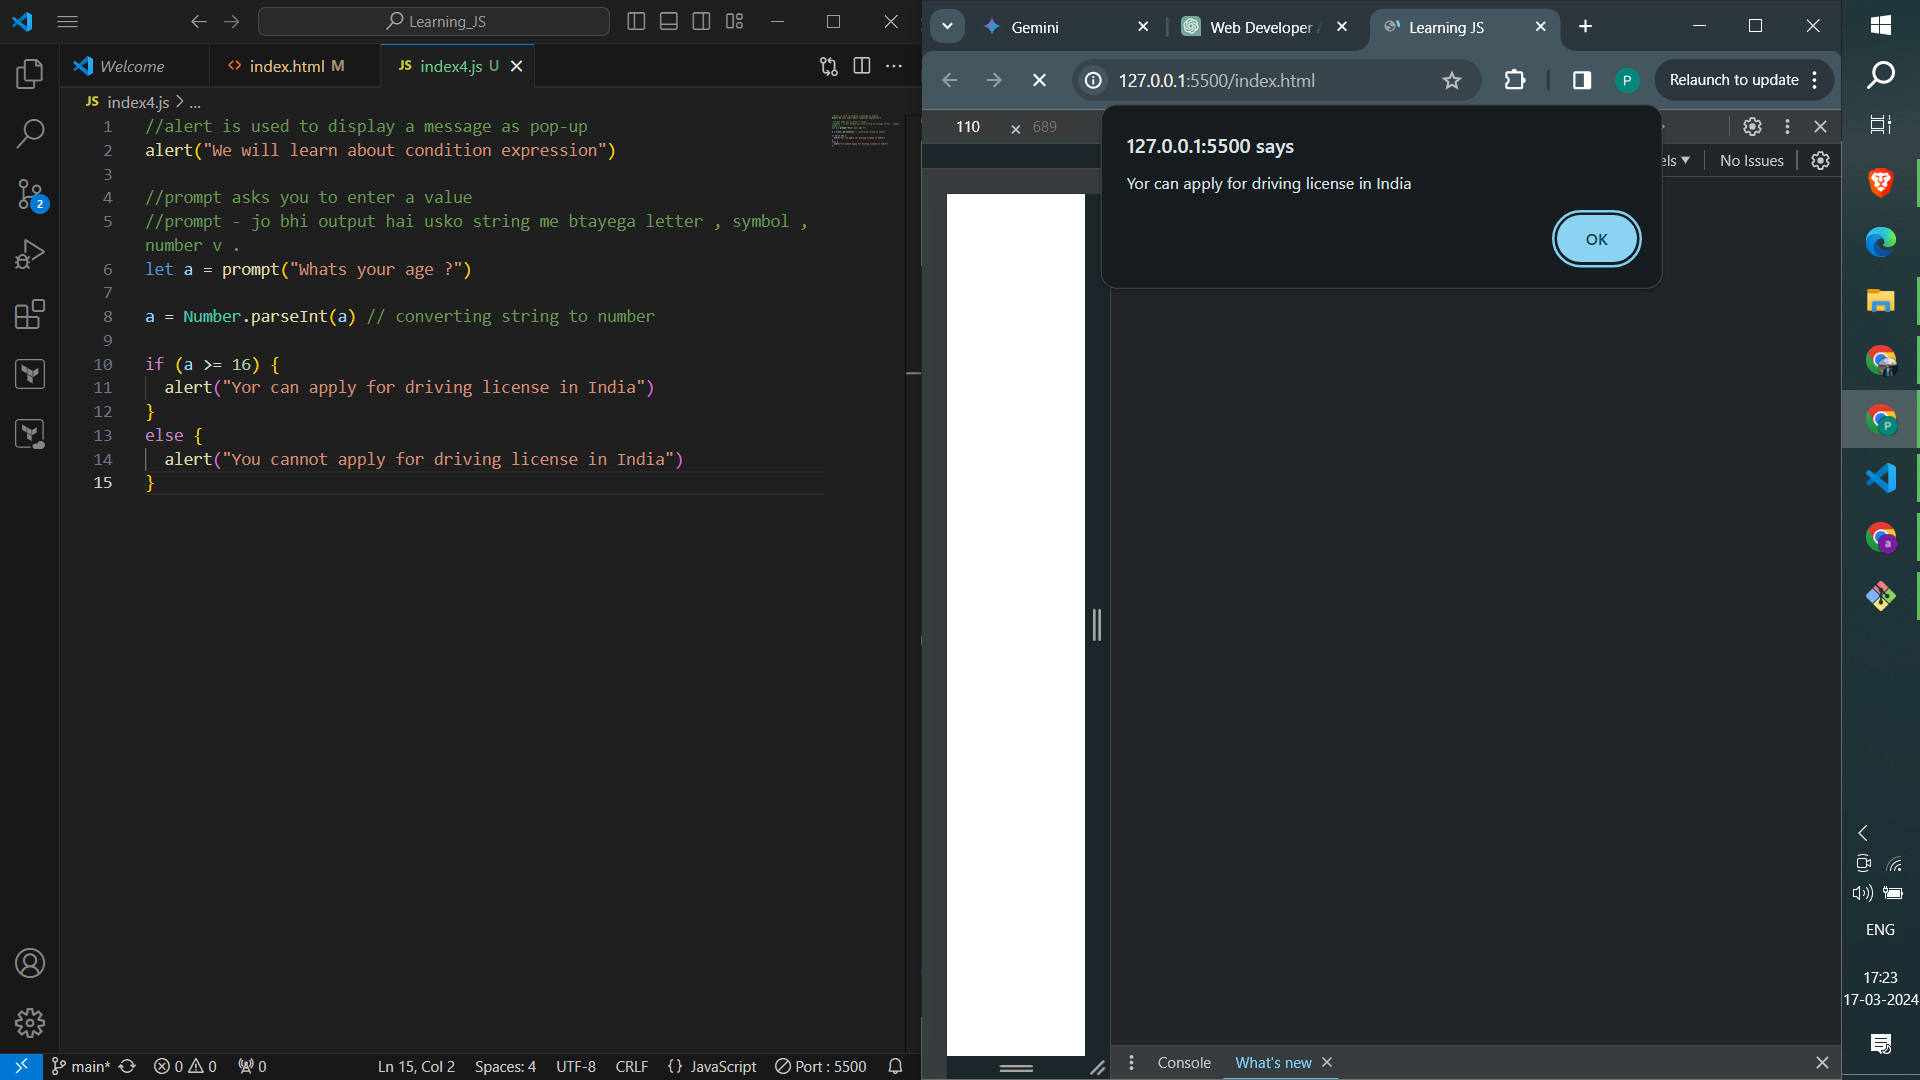 Learning_JS
Welcome
index.html M
JS index4.js U
JS index4.js > ...
1 //alert is used to display a message as pop-up
2 alert("We will learn about condition expression")
3
4 //prompt asks you to enter a value
5 //prompt - jo bhi output hai usko string me btayega letter , symbol ,
number v .
6 let a = prompt("Whats your age ?")
7
8 a = Number.parseInt(a) // converting string to number
9
10 if (a >= 16) {
11 alert("Yor can apply for driving license in India")
12 }
13 else {
14 alert("You cannot apply for driving license in India")
15 }
2
main* 0 0 0 Ln 15, Col 2 Spaces: 4 UTF-8 CRLF {} JavaScript Port : 5500
Gemini
Web Developer
Learning JS
127.0.0.1:5500/index.html
P
Relaunch to update
110 × 689
127.0.0.1:5500 says
Yor can apply for driving license in India
OK
els
No Issues
Console What's new
P
a
ENG
17:23
17-03-2024